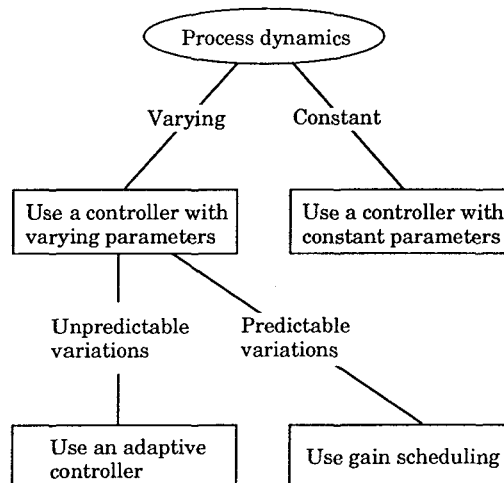 Process dynamics
Varying
Constant
Use a controller with
varying parameters
Use a controller with
constant parameters
Unpredictable
variations
Predictable
variations
Use an adaptive
controller
Use gain scheduling